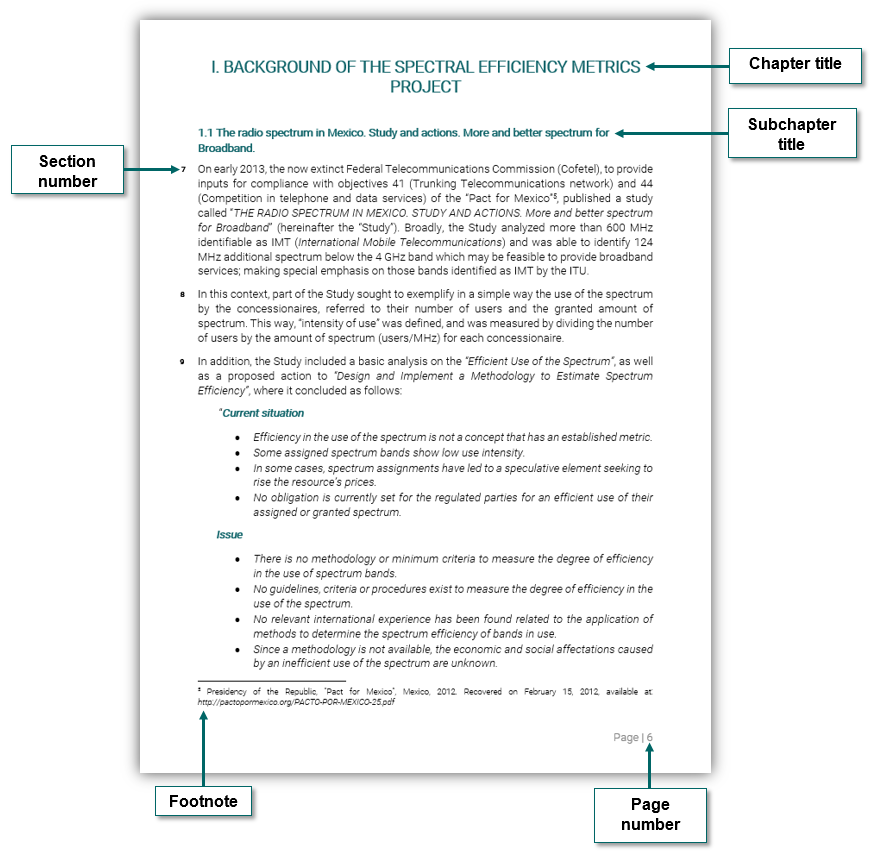 I. BACKGROUND OF THE SPECTRAL EFFICIENCY METRICS
PROJECT
Chapter title
1.1 The radio spectrum in Mexico. Study and actions. More and better spectrum for
Broadband.
Subchapter
title
Section
number
7 On early 2013, the now extinct Federal Telecommunications Commission (Cofetel), to provide
inputs for compliance with objectives 41 (Trunking Telecommunications network) and 44
(Competition in telephone and data services) of the “Pact for Mexico”⁵, published a study
called “THE RADIO SPECTRUM IN MEXICO. STUDY AND ACTIONS. More and better spectrum
for Broadband” (hereinafter the “Study”). Broadly, the Study analyzed more than 600 MHz
identifiable as IMT (International Mobile Telecommunications) and was able to identify 124
MHz additional spectrum below the 4 GHz band which may be feasible to provide broadband
services; making special emphasis on those bands identified as IMT by the ITU.
8 In this context, part of the Study sought to exemplify in a simple way the use of the spectrum
by the concessionaires, referred to their number of users and the granted amount of
spectrum. This way, “intensity of use” was defined, and was measured by dividing the number
of users by the amount of spectrum (users/MHz) for each concessionaire.
9 In addition, the Study included a basic analysis on the “Efficient Use of the Spectrum”, as well
as a proposed action to “Design and Implement a Methodology to Estimate Spectrum
Efficiency”, where it concluded as follows:
“Current situation
• Efficiency in the use of the spectrum is not a concept that has an established metric.
• Some assigned spectrum bands show low use intensity.
• In some cases, spectrum assignments have led to a speculative element seeking to
rise the resource’s prices.
• No obligation is currently set for the regulated parties for an efficient use of their
assigned or granted spectrum.
Issue
• There is no methodology or minimum criteria to measure the degree of efficiency
in the use of spectrum bands.
• No guidelines, criteria or procedures exist to measure the degree of efficiency in the
use of the spectrum.
• No relevant international experience has been found related to the application of
methods to determine the spectrum efficiency of bands in use.
• Since a methodology is not available, the economic and social affectations caused
by an inefficient use of the spectrum are unknown.
⁵ Presidency of the Republic, “Pact for Mexico”, Mexico, 2012. Recovered on February 15, 2012, available at:
http://pactopormexico.org/PACTO-POR-MEXICO-25.pdf
Page | 6
Footnote
Page
number